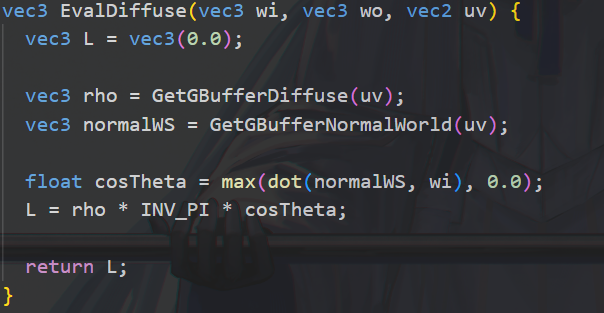 vec3 EvalDiffuse(vec3 wi, vec3 wo, vec2 uv) {
  vec3 L = vec3(0.0);

  vec3 rho = GetGBufferDiffuse(uv);
  vec3 normalWS = GetGBufferNormalWorld(uv);

  float cosTheta = max(dot(normalWS, wi), 0.0);
  L = rho * INV_PI * cosTheta;

  return L;
}